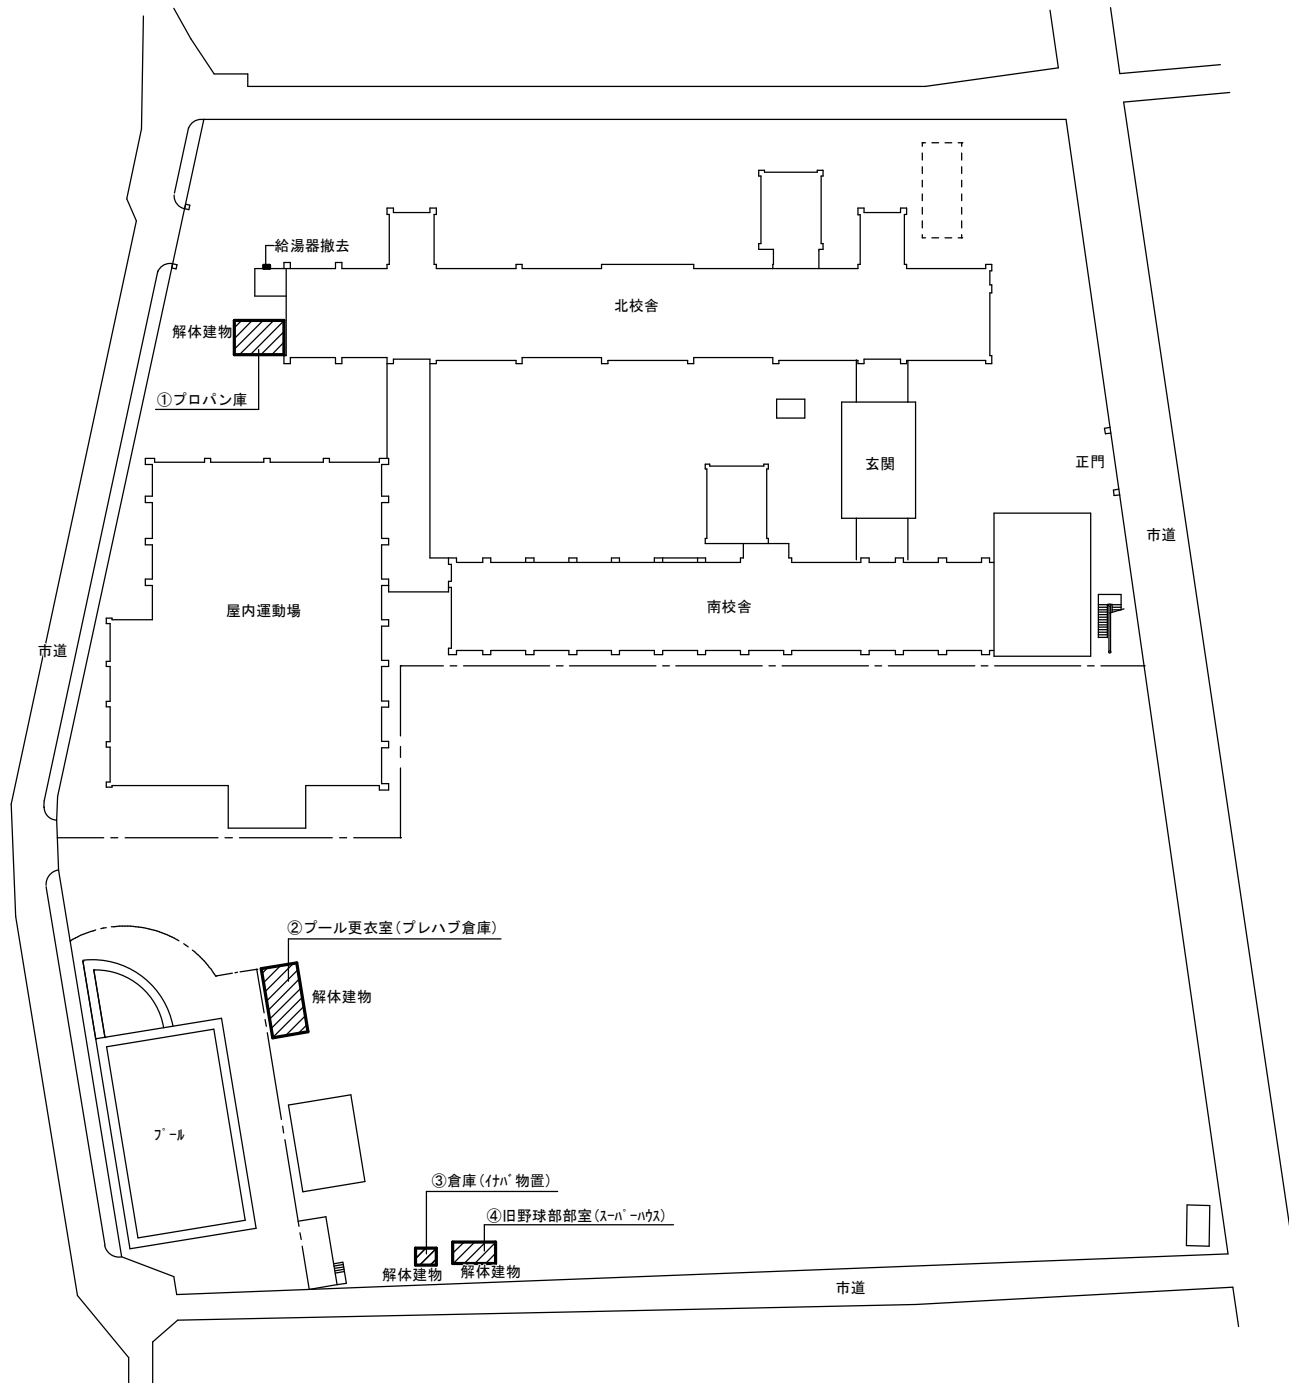 給湯器撤去
北校舎
解体建物
①プロパン庫
玄関
正門
市道
屋内運動場
南校舎
市道
②プール更衣室(プレハブ倉庫)
解体建物
ﾌﾟｰﾙ
③倉庫(ｲﾅﾊﾞ物置)
④旧野球部部室(ｽｰﾊﾟｰﾊｳｽ)
解体建物
解体建物
市道